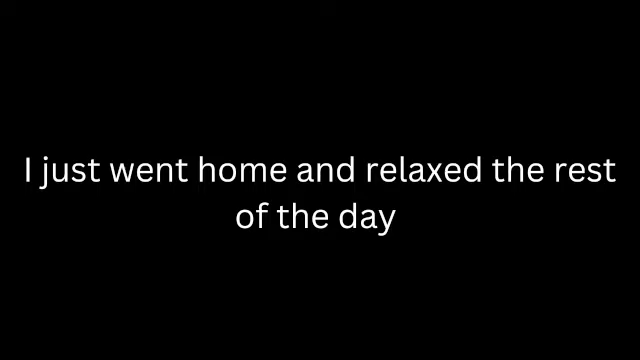 I just went home and relaxed the rest
of the day